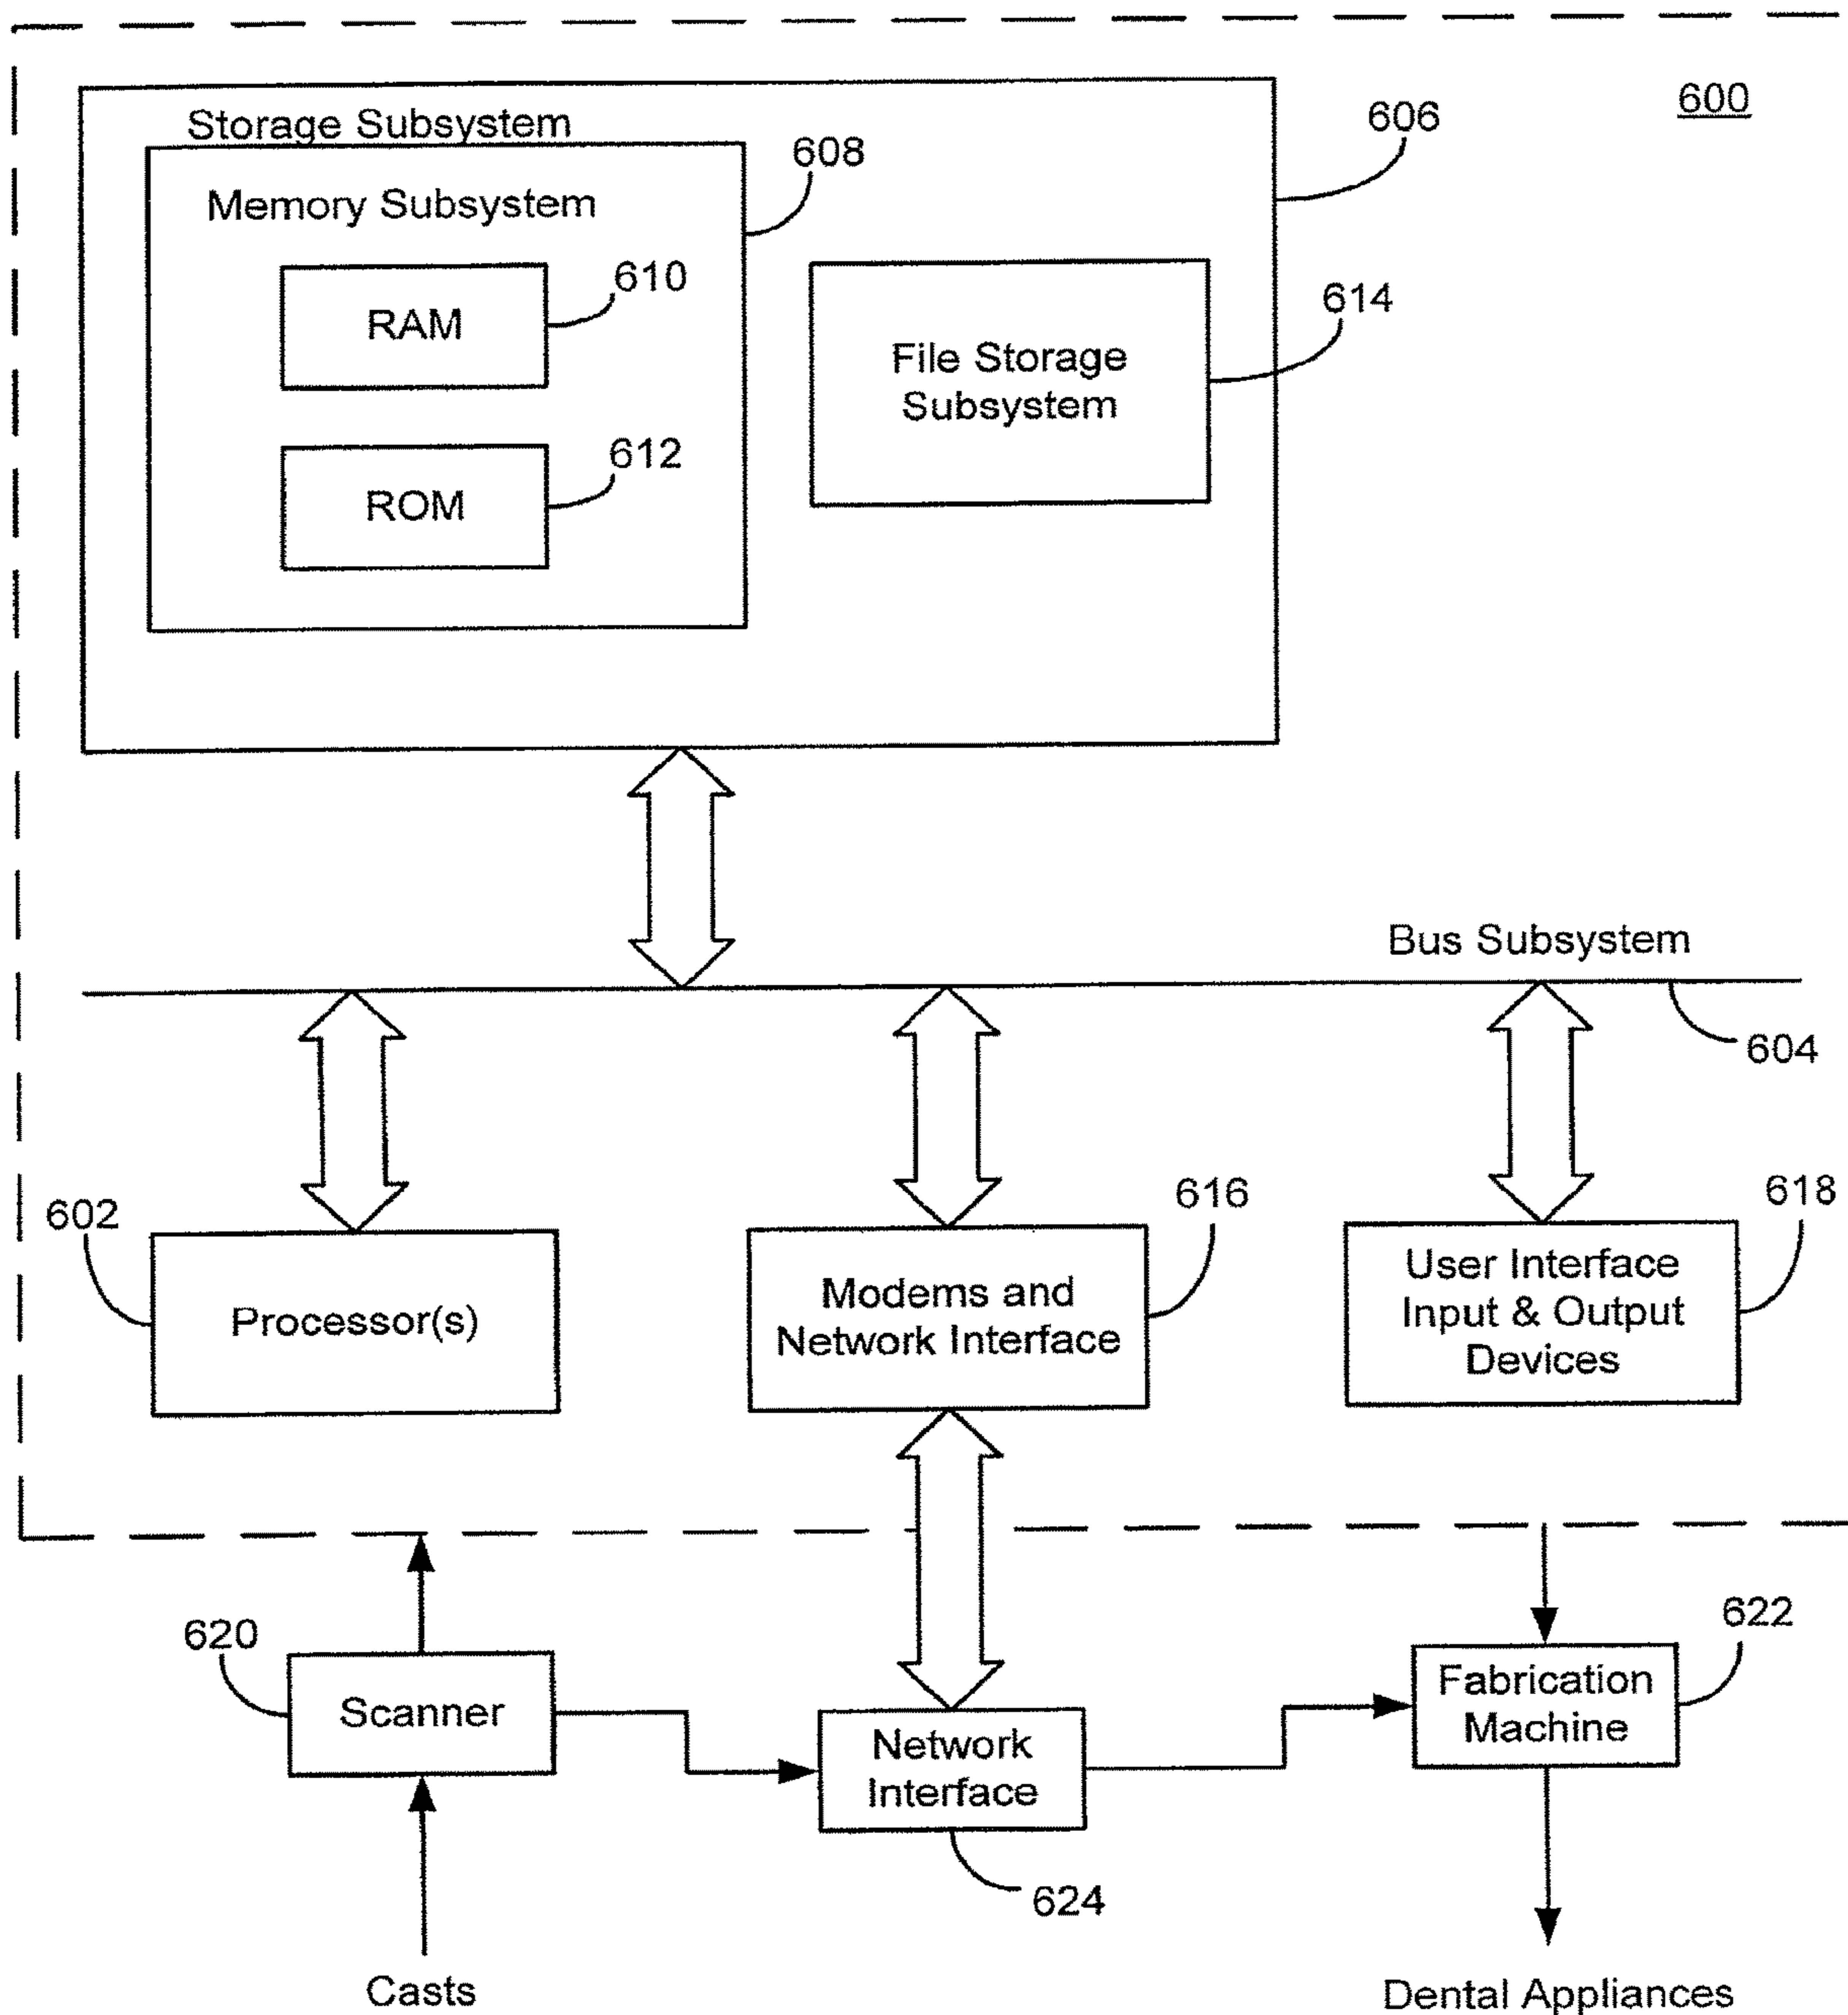 600
Storage Subsystem
606
608
Memory Subsystem
RAM
610
File Storage
Subsystem
614
ROM
612
Bus Subsystem
604
602
Processor(s)
616
Modems and
Network Interface
618
User Interface
Input & Output
Devices
620
Scanner
Network
Interface
624
622
Fabrication
Machine
Casts
Dental Appliances